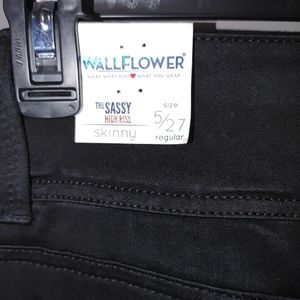 WALLFLOWER
WEAR WHAT YOU ♥ WHAT YOU WEAR
THE SASSY
HIGH RISE
skinny
size
5/27
regular